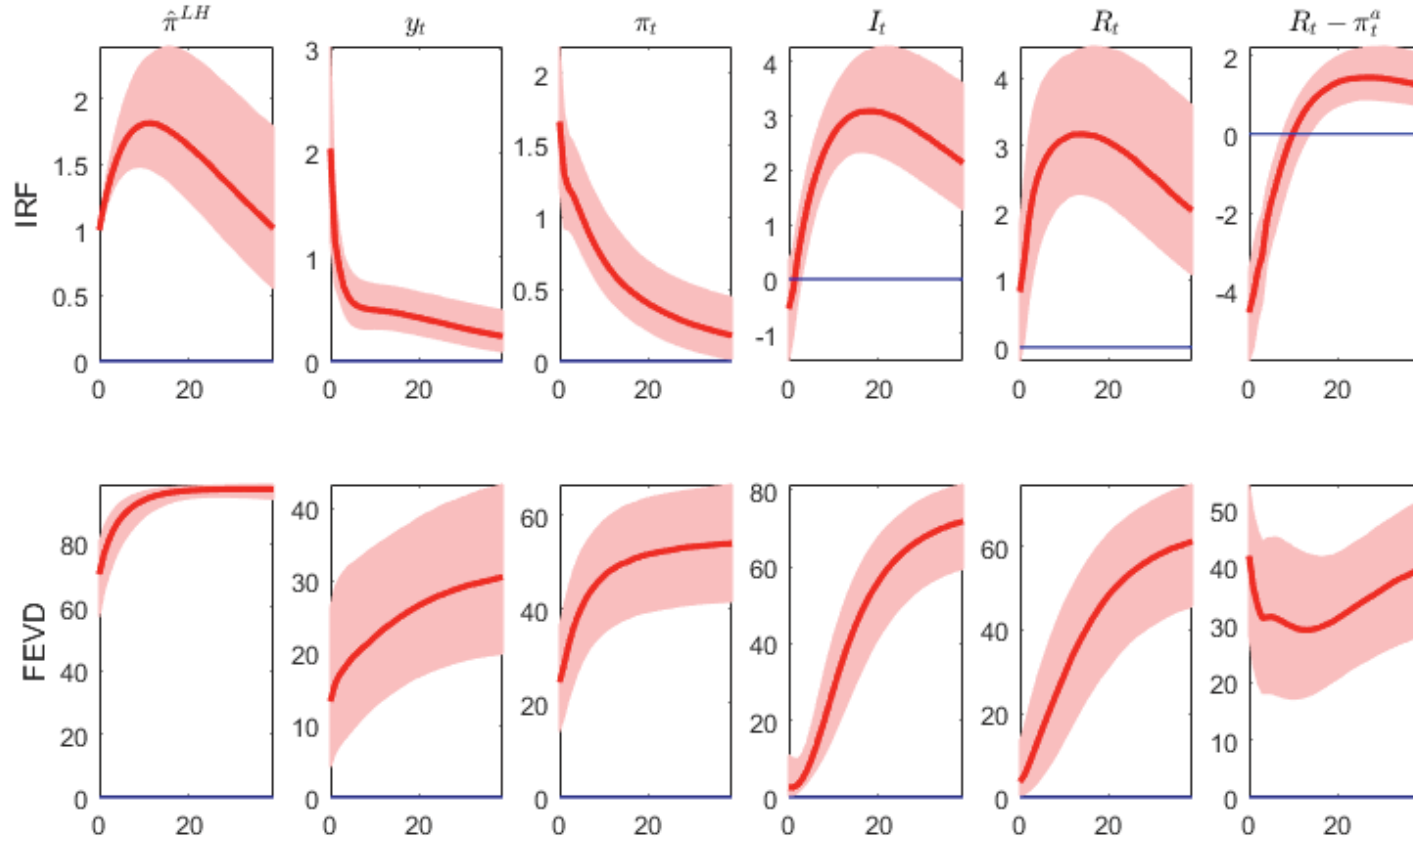 π̂^{LH} y_t π_t I_t R_t R_t − π_t^a
IRF
2 1.5 1 0.5 0
3 2 1 0
2 1.5 1 0.5 0
4 3 2 1 0 -1
4 3 2 1 0
2 0 -2 -4
0 20 0 20 0 20 0 20 0 20 0 20
FEVD
80 60 40 20 0
40 30 20 10 0
60 40 20 0
80 60 40 20 0
60 40 20 0
50 40 30 20 10 0
0 20 0 20 0 20 0 20 0 20 0 20